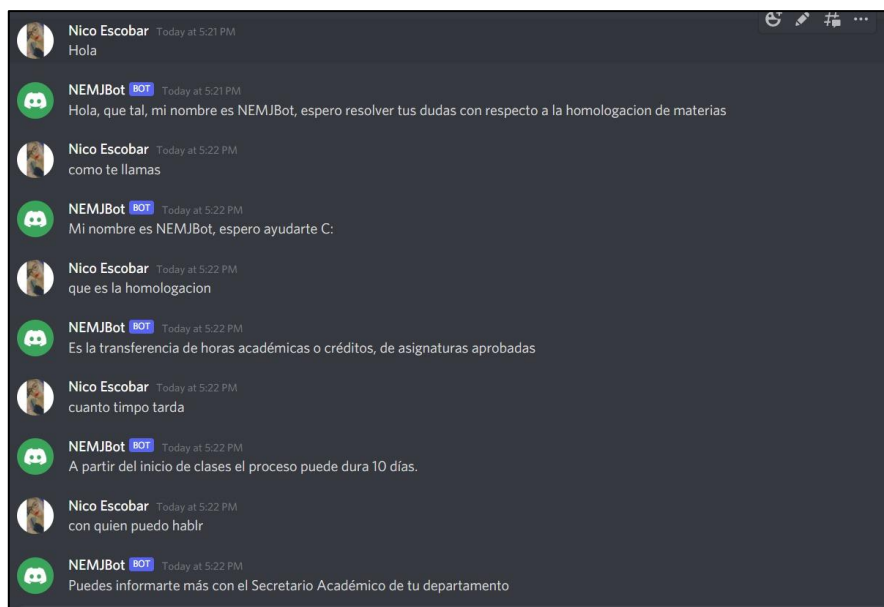 Nico Escobar Today at 5:21 PM
Hola
NEMJBot BOT Today at 5:21 PM
Hola, que tal, mi nombre es NEMJBot, espero resolver tus dudas con respecto a la homologacion de materias
Nico Escobar Today at 5:22 PM
como te llamas
NEMJBot BOT Today at 5:22 PM
Mi nombre es NEMJBot, espero ayudarte C:
Nico Escobar Today at 5:22 PM
que es la homologacion
NEMJBot BOT Today at 5:22 PM
Es la transferencia de horas académicas o créditos, de asignaturas aprobadas
Nico Escobar Today at 5:22 PM
cuanto timpo tarda
NEMJBot BOT Today at 5:22 PM
A partir del inicio de clases el proceso puede dura 10 días.
Nico Escobar Today at 5:22 PM
con quien puedo hablr
NEMJBot BOT Today at 5:22 PM
Puedes informarte más con el Secretario Académico de tu departamento